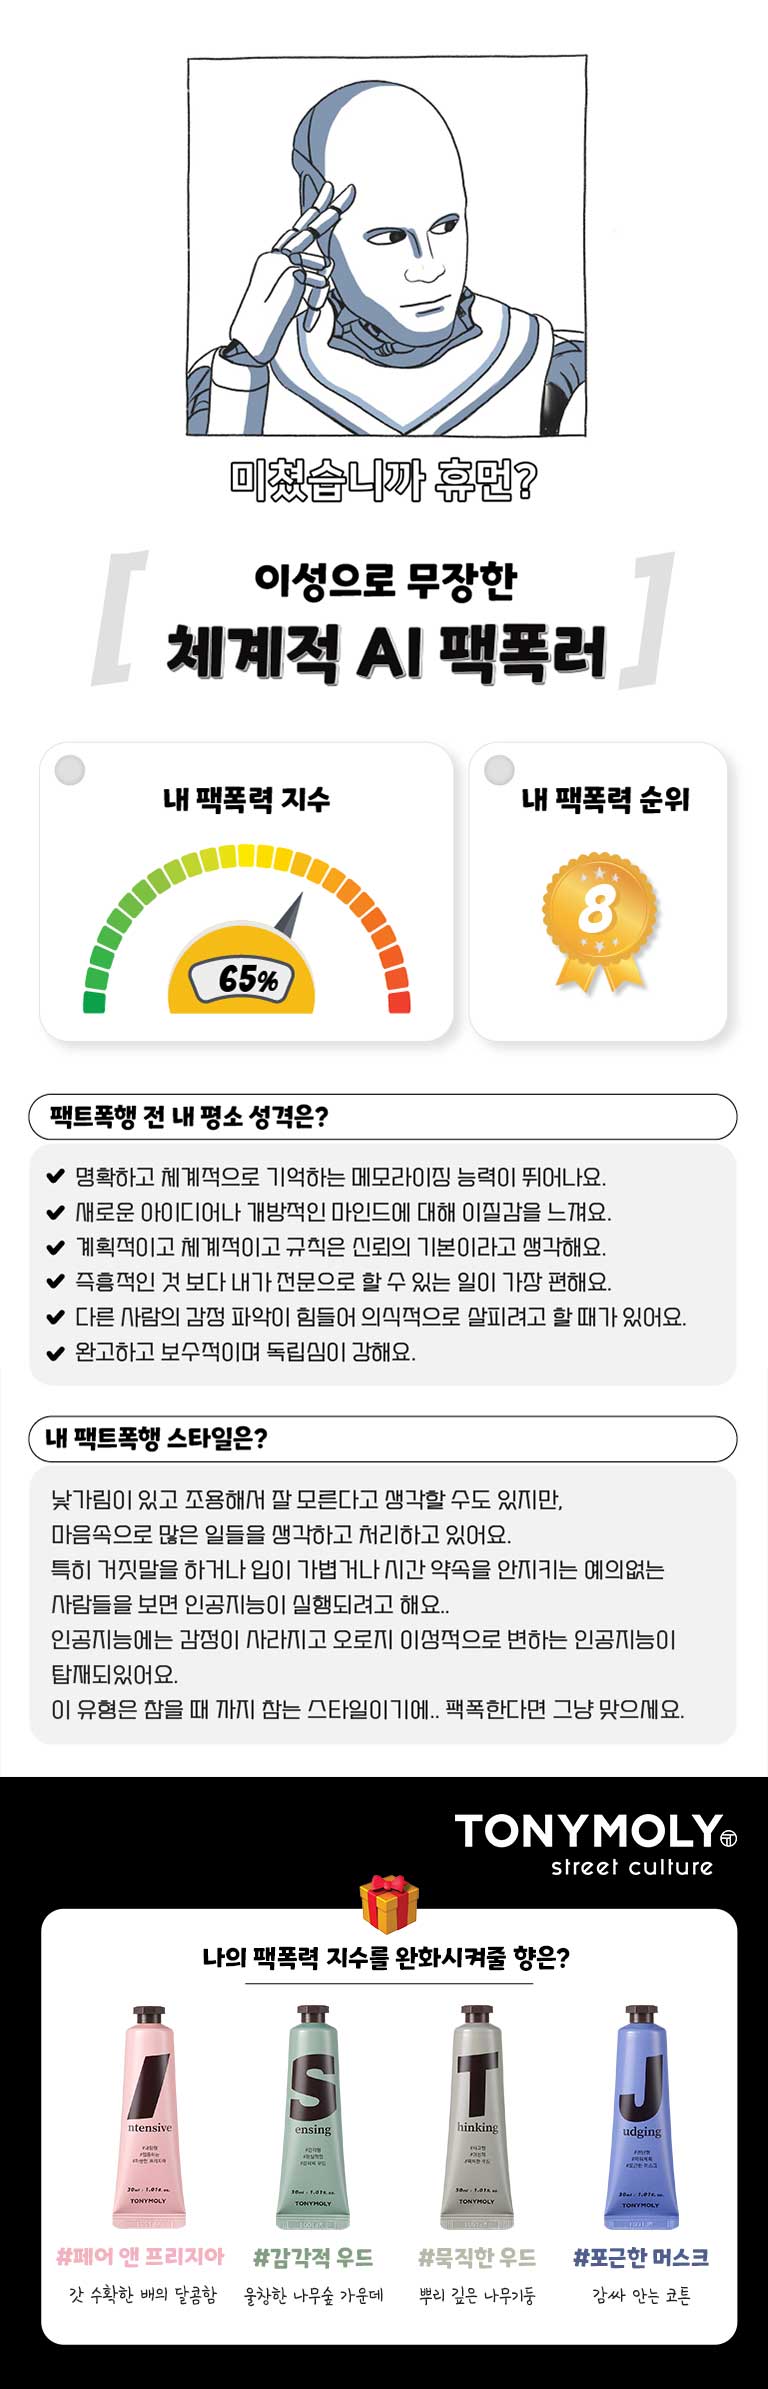 미쳤습니까 휴먼?
이성으로 무장한
체계적 AI 팩폭러
내 팩폭력 지수
65%
내 팩폭력 순위
8
팩트폭행 전 내 평소 성격은?
명확하고 체계적으로 기억하는 메모라이징 능력이 뛰어나요.
새로운 아이디어나 개방적인 마인드에 대해 이질감을 느껴요.
계획적이고 체계적이고 규칙은 신뢰의 기본이라고 생각해요.
즉흥적인 것 보다 내가 전문으로 할 수 있는 일이 가장 편해요.
다른 사람의 감정 파악이 힘들어 의식적으로 살피려고 할 때가 있어요.
완고하고 보수적이며 독립심이 강해요.
내 팩트폭행 스타일은?
낯가림이 있고 조용해서 잘 모른다고 생각할 수도 있지만,
마음속으로 많은 일들을 생각하고 처리하고 있어요.
특히 거짓말을 하거나 입이 가볍거나 시간 약속을 안지키는 예의없는
사람들을 보면 인공지능이 실행되려고 해요..
인공지능에는 감정이 사라지고 오로지 이성적으로 변하는 인공지능이
탑재되있어요.
이 유형은 참을 때 까지 참는 스타일이기에.. 팩폭한다면 그냥 맞으세요.
TONYMOLY
street culture
나의 팩폭력 지수를 완화시켜줄 향은?
I
ntensive
30ml · 1.01fl. oz.
TONYMOLY
#페어 앤 프리지아
갓 수확한 배의 달콤함
S
ensing
30ml · 1.01fl. oz.
TONYMOLY
#감각적 우드
울창한 나무숲 가운데
T
hinking
30ml · 1.01fl. oz.
TONYMOLY
#묵직한 우드
뿌리 깊은 나무기둥
J
udging
#포근한 머스크
30ml · 1.01fl. oz.
TONYMOLY
#포근한 머스크
감싸 안는 코튼